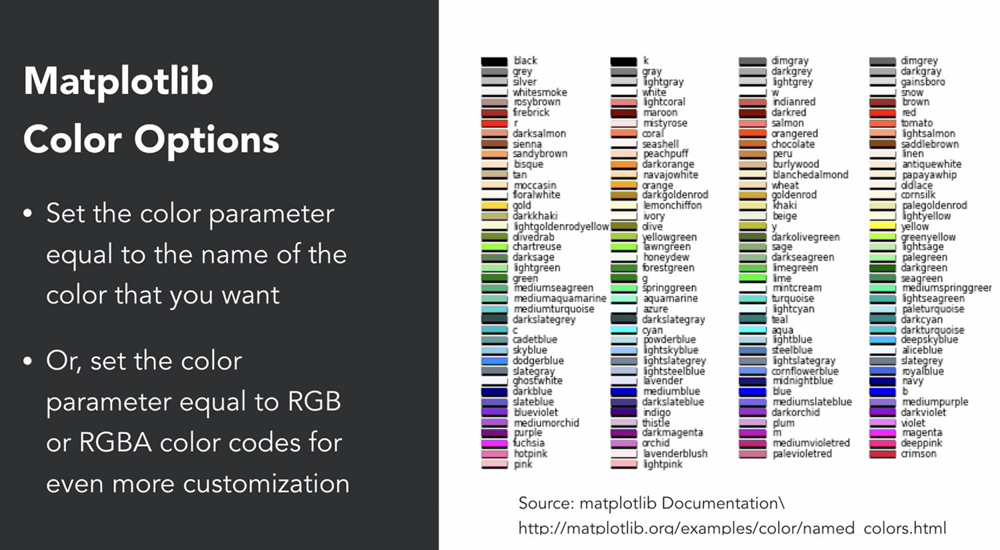 Matplotlib
Color Options
• Set the color parameter
equal to the name of the
color that you want
• Or, set the color
parameter equal to RGB
or RGBA color codes for
even more customization
black k dimgray dimgrey
grey gray darkgrey darkgray
silver lightgray lightgrey gainsboro
whitesmoke white w snow
rosybrown lightcoral indianred brown
firebrick maroon darkred red
r mistyrose salmon tomato
darksalmon coral orangered lightsalmon
sienna seashell chocolate saddlebrown
sandybrown peachpuff peru linen
bisque darkorange burlywood antiquewhite
tan navajowhite blanchedalmond papayawhip
moccasin orange wheat oldlace
floralwhite darkgoldenrod goldenrod cornsilk
gold lemonchiffon khaki palegoldenrod
darkkhaki ivory beige lightyellow
lightgoldenrodyellow olive y yellow
olivedrab yellowgreen darkolivegreen greenyellow
chartreuse lawngreen sage lightsage
darksage honeydew darkseagreen palegreen
lightgreen forestgreen limegreen darkgreen
green g lime seagreen
mediumseagreen springgreen mintcream mediumspringgreen
mediumaquamarine aquamarine turquoise lightseagreen
mediumturquoise azure lightcyan paleturquoise
darkslategrey darkslategray teal darkcyan
c cyan aqua darkturquoise
cadetblue powderblue lightblue deepskyblue
skyblue lightskyblue steelblue aliceblue
dodgerblue lightslategrey lightslategray slategrey
slategray lightsteelblue cornflowerblue royalblue
ghostwhite lavender midnightblue navy
darkblue mediumblue blue b
slateblue darkslateblue mediumslateblue mediumpurple
blueviolet indigo darkorchid darkviolet
mediumorchid thistle plum violet
purple darkmagenta m magenta
fuchsia orchid mediumvioletred deeppink
hotpink lavenderblush palevioletred crimson
pink lightpink
Source: matplotlib Documentation\
http://matplotlib.org/examples/color/named_colors.html